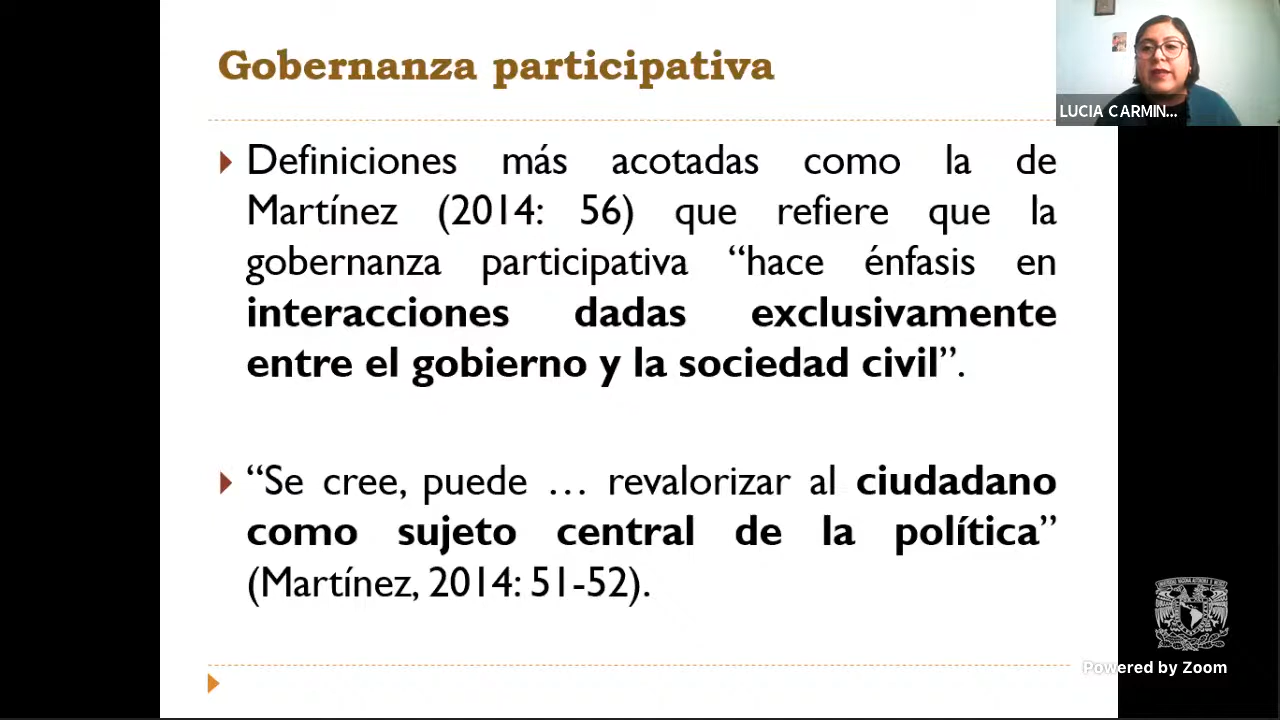 Gobernanza participativa
LUCIA CARMIN...
Definiciones más acotadas como la de
Martínez (2014: 56) que refiere que la
gobernanza participativa “hace énfasis en
interacciones dadas exclusivamente
entre el gobierno y la sociedad civil”.
“Se cree, puede … revalorizar al ciudadano
como sujeto central de la política”
(Martínez, 2014: 51-52).
Powered by Zoom